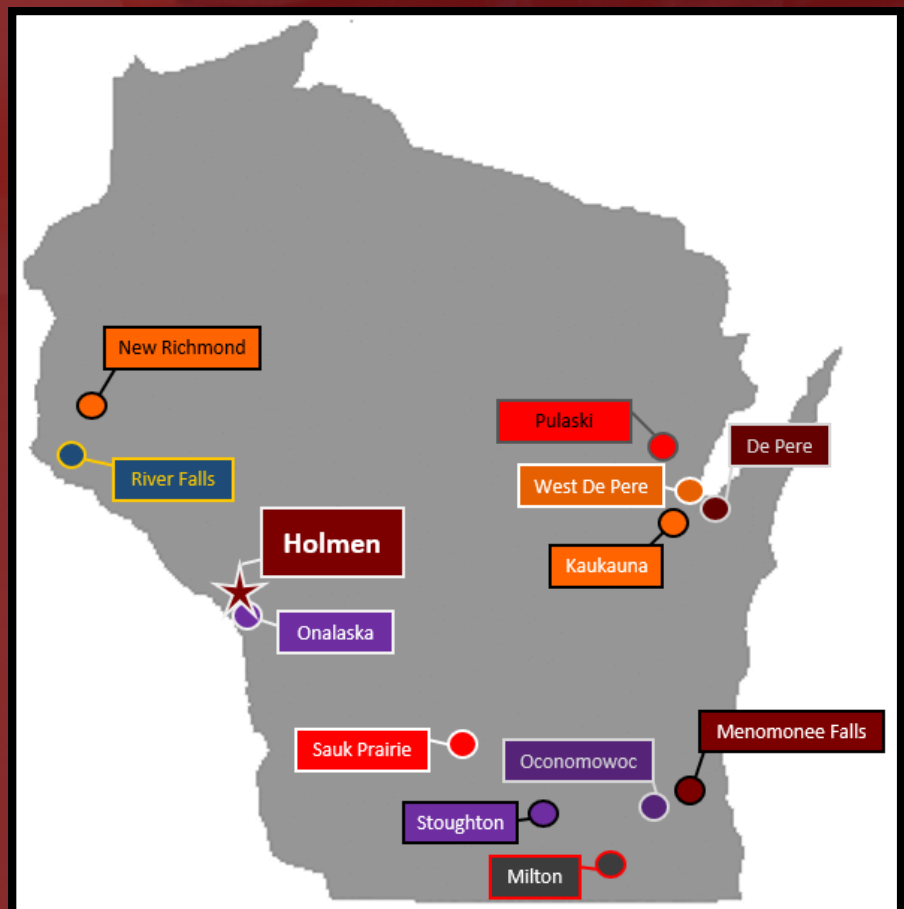 New Richmond
River Falls
Pulaski
De Pere
West De Pere
Kaukauna
Holmen
Onalaska
Sauk Prairie
Menomonee Falls
Oconomowoc
Stoughton
Milton